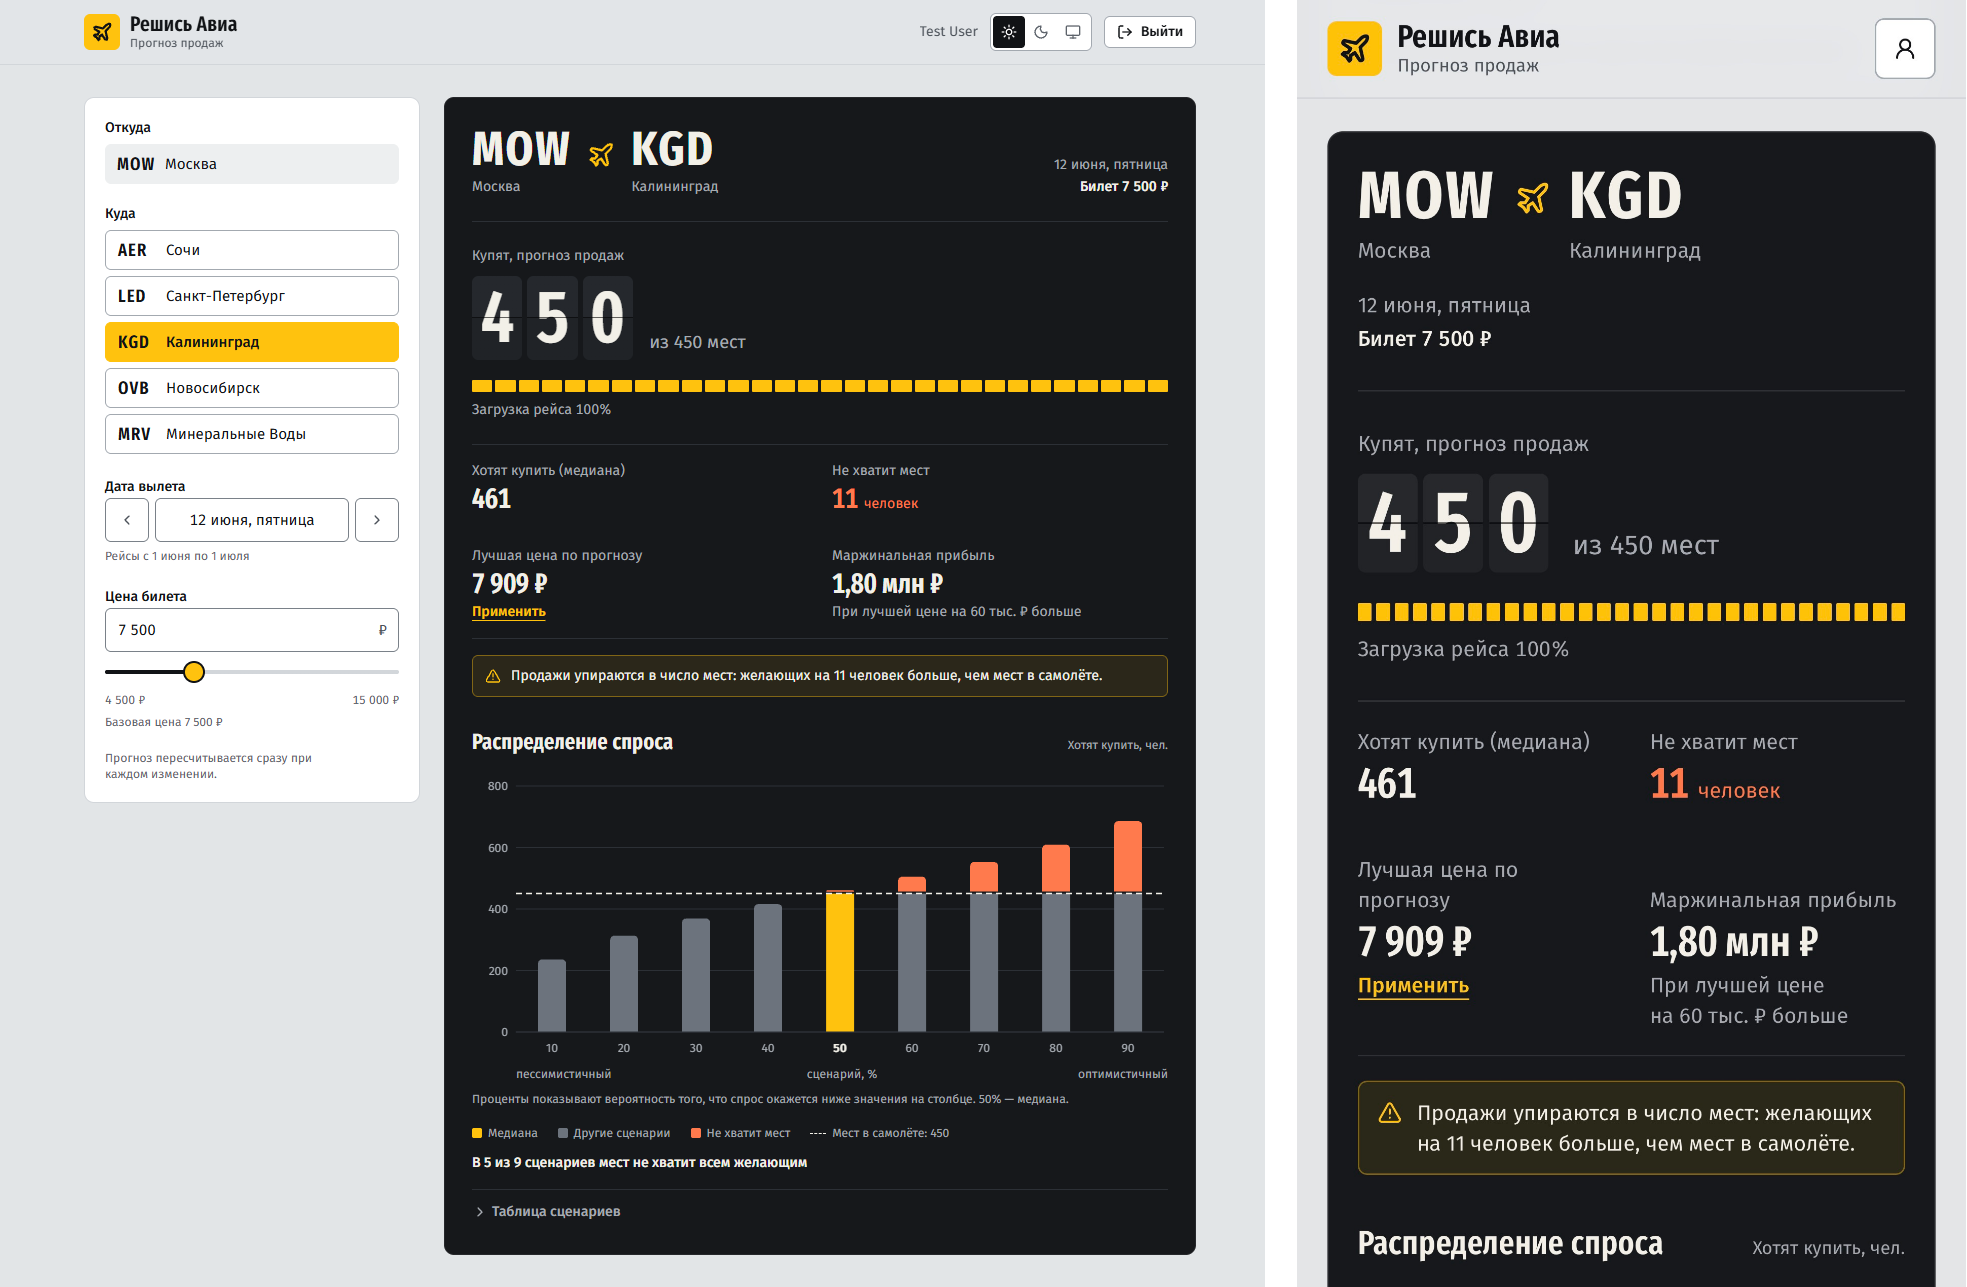 Решись Авиа
Прогноз продаж
Test User
Выйти
Откуда
MOW Москва
Куда
AER Сочи
LED Санкт-Петербург
KGD Калининград
OVB Новосибирск
MRV Минеральные Воды
Дата вылета
12 июня, пятница
Рейсы с 1 июня по 1 июля
Цена билета
7 500 ₽
4 500 ₽ 15 000 ₽
Базовая цена 7 500 ₽
Прогноз пересчитывается сразу при
каждом изменении.
MOW KGD
Москва Калининград
12 июня, пятница
Билет 7 500 ₽
Купят, прогноз продаж
450 из 450 мест
Загрузка рейса 100%
Хотят купить (медиана) Не хватит мест
461 11 человек
Лучшая цена по прогнозу Маржинальная прибыль
7 909 ₽ 1,80 млн ₽
Применить При лучшей цене на 60 тыс. ₽ больше
Продажи упираются в число мест: желающих на 11 человек больше, чем мест в самолёте.
Распределение спроса Хотят купить, чел.
800
600
400
200
0
10 20 30 40 50 60 70 80 90
пессимистичный сценарий, % оптимистичный
Проценты показывают вероятность того, что спрос окажется ниже значения на столбце. 50% — медиана.
Медиана Другие сценарии Не хватит мест Мест в самолёте: 450
В 5 из 9 сценариев мест не хватит всем желающим
Таблица сценариев
Решись Авиа
Прогноз продаж
MOW KGD
Москва Калининград
12 июня, пятница
Билет 7 500 ₽
Купят, прогноз продаж
450 из 450 мест
Загрузка рейса 100%
Хотят купить (медиана) Не хватит мест
461 11 человек
Лучшая цена по
прогнозу Маржинальная прибыль
7 909 ₽ 1,80 млн ₽
Применить При лучшей цене
на 60 тыс. ₽ больше
Продажи упираются в число мест: желающих
на 11 человек больше, чем мест в самолёте.
Распределение спроса Хотят купить, чел.